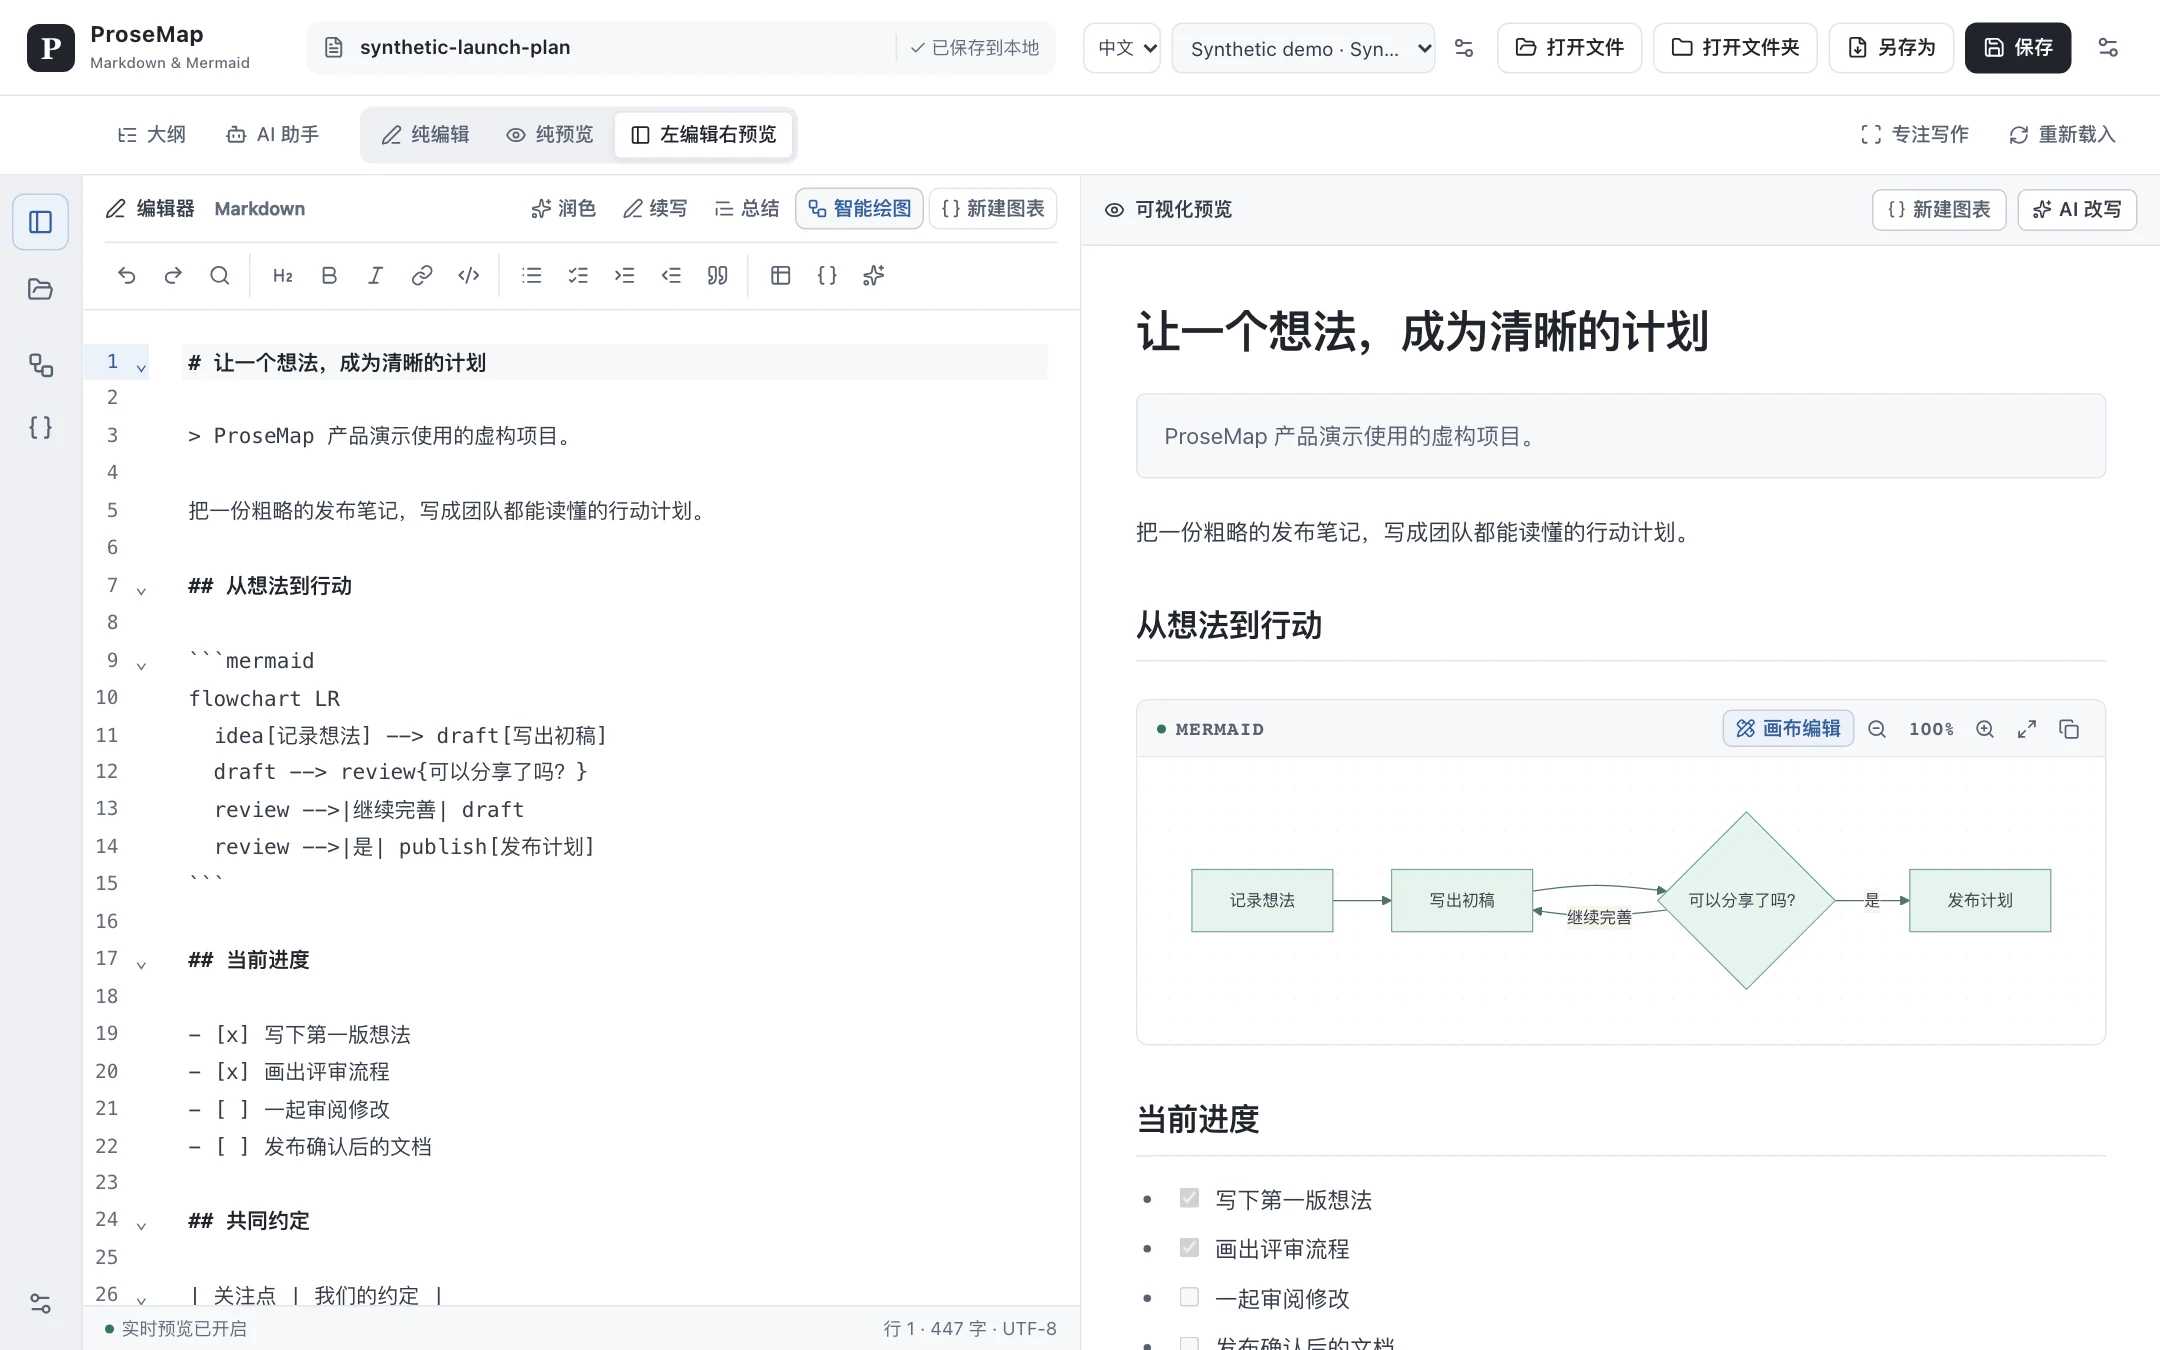 P ProseMap
Markdown & Mermaid
synthetic-launch-plan
已保存到本地
中文
Synthetic demo · Syn...
打开文件
打开文件夹
另存为
保存
大纲
AI 助手
纯编辑
纯预览
左编辑右预览
专注写作
重新载入
编辑器 Markdown
润色
续写
总结
智能绘图
{} 新建图表
H2
1 # 让一个想法，成为清晰的计划
2
3 > ProseMap 产品演示使用的虚构项目。
4
5 把一份粗略的发布笔记，写成团队都能读懂的行动计划。
6
7 ## 从想法到行动
8
9 ```mermaid
10 flowchart LR
11   idea[记录想法] --> draft[写出初稿]
12   draft --> review{可以分享了吗？}
13   review -->|继续完善| draft
14   review -->|是| publish[发布计划]
15 ```
16
17 ## 当前进度
18
19 - [x] 写下第一版想法
20 - [x] 画出评审流程
21 - [ ] 一起审阅修改
22 - [ ] 发布确认后的文档
23
24 ## 共同约定
25
26 | 关注点 | 我们的约定 |
实时预览已开启
行 1 · 447 字 · UTF-8
可视化预览
{} 新建图表
AI 改写
让一个想法，成为清晰的计划
ProseMap 产品演示使用的虚构项目。
把一份粗略的发布笔记，写成团队都能读懂的行动计划。
从想法到行动
MERMAID
画布编辑
100%
记录想法
写出初稿
继续完善
可以分享了吗？
是
发布计划
当前进度
写下第一版想法
画出评审流程
一起审阅修改
发布确认后的文档